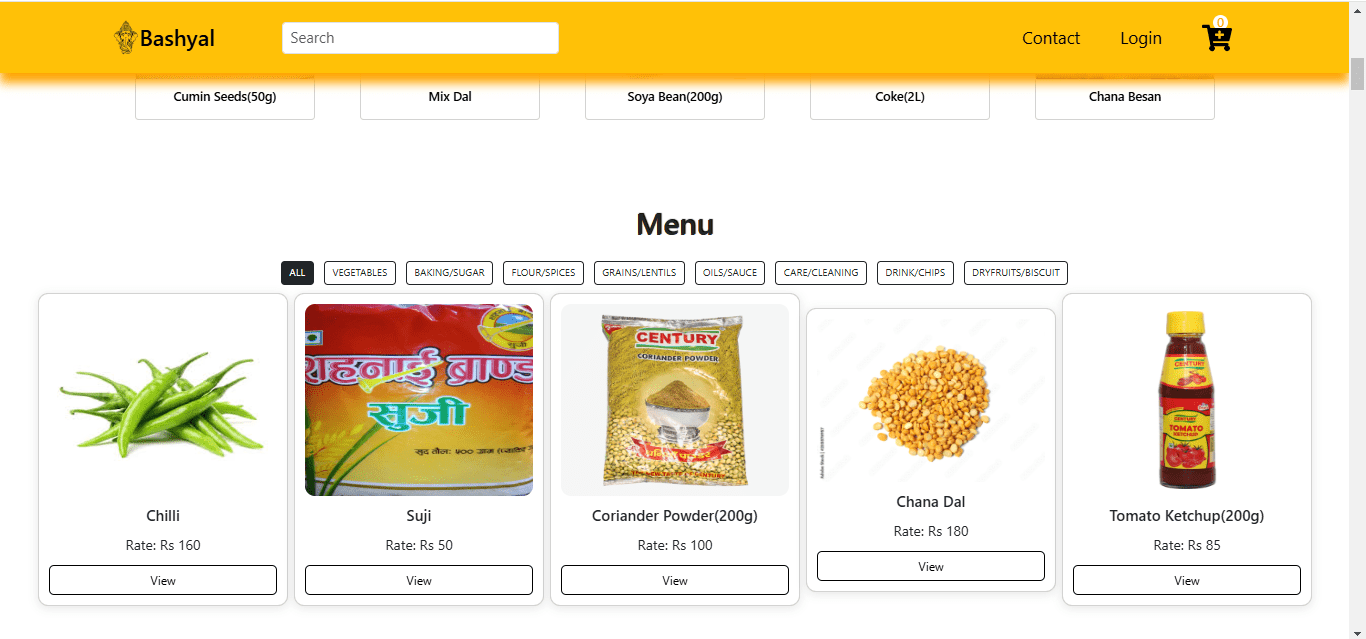 Bashyal
Search
Contact
Login
0
Cumin Seeds(50g)
Mix Dal
Soya Bean(200g)
Coke(2L)
Chana Besan
Menu
ALL
VEGETABLES
BAKING/SUGAR
FLOUR/SPICES
GRAINS/LENTILS
OILS/SAUCE
CARE/CLEANING
DRINK/CHIPS
DRYFRUITS/BISCUIT
Chilli
Rate: Rs 160
View
सुजी
शहनाई ब्राण्ड
सुजी
Suji
Rate: Rs 50
View
CENTURY
CORIANDER POWDER
Coriander Powder(200g)
Rate: Rs 100
View
Chana Dal
Rate: Rs 180
View
CENTURY
TOMATO
KETCHUP
Tomato Ketchup(200g)
Rate: Rs 85
View